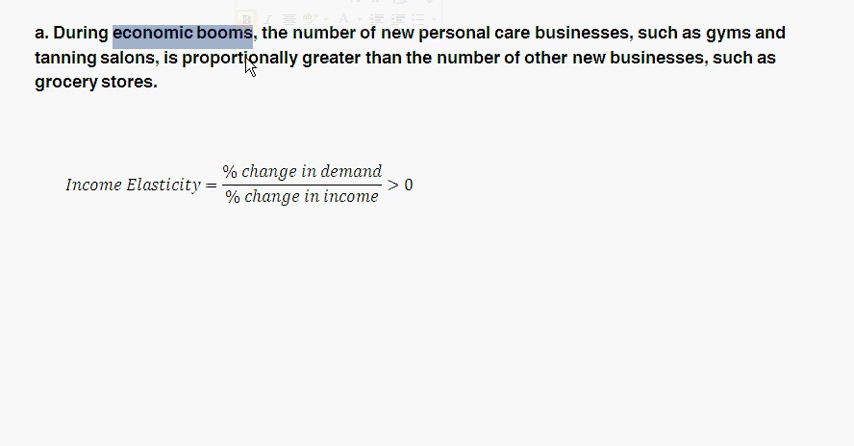 a. During economic booms, the number of new personal care businesses, such as gyms and
tanning salons, is proportionally greater than the number of other new businesses, such as
grocery stores.
Income Elasticity = % change in demand / % change in income > 0